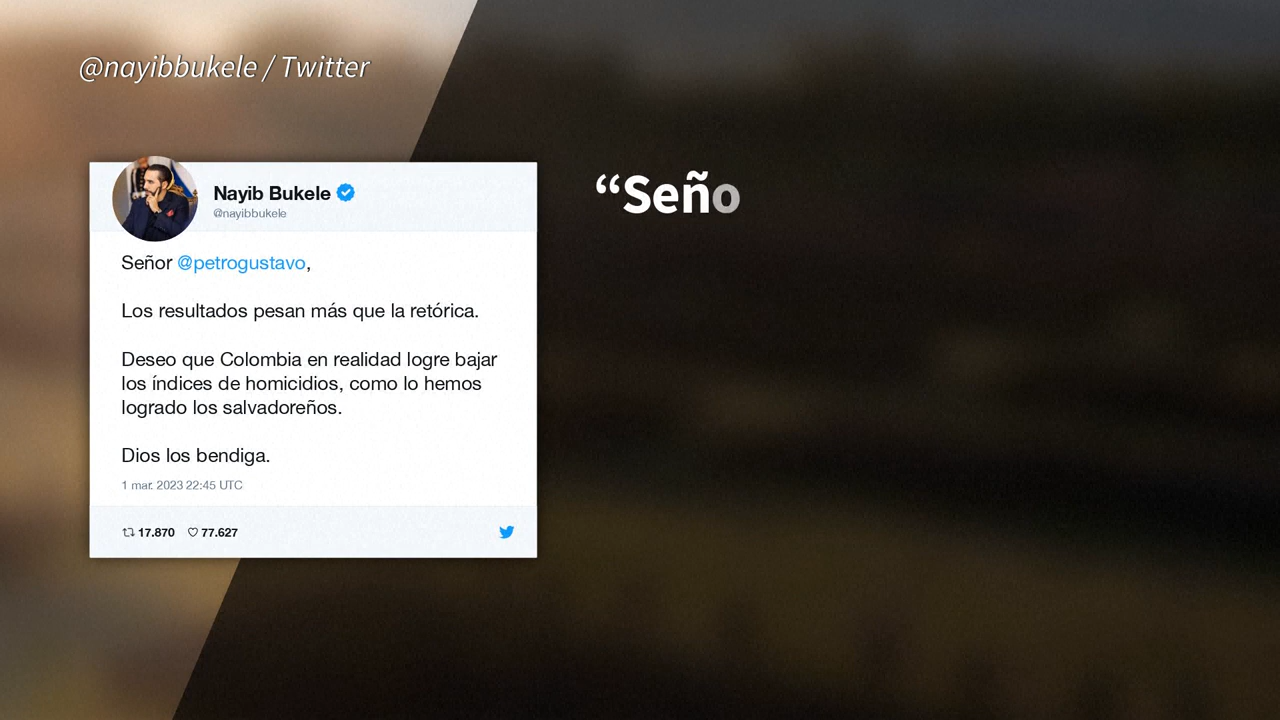 @nayibbukele / Twitter
Nayib Bukele
@nayibbukele
Señor @petrogustavo,
Los resultados pesan más que la retórica.
Deseo que Colombia en realidad logre bajar
los índices de homicidios, como lo hemos
logrado los salvadoreños.
Dios los bendiga.
1 mar. 2023 22:45 UTC
17.870 77.627
“Seño